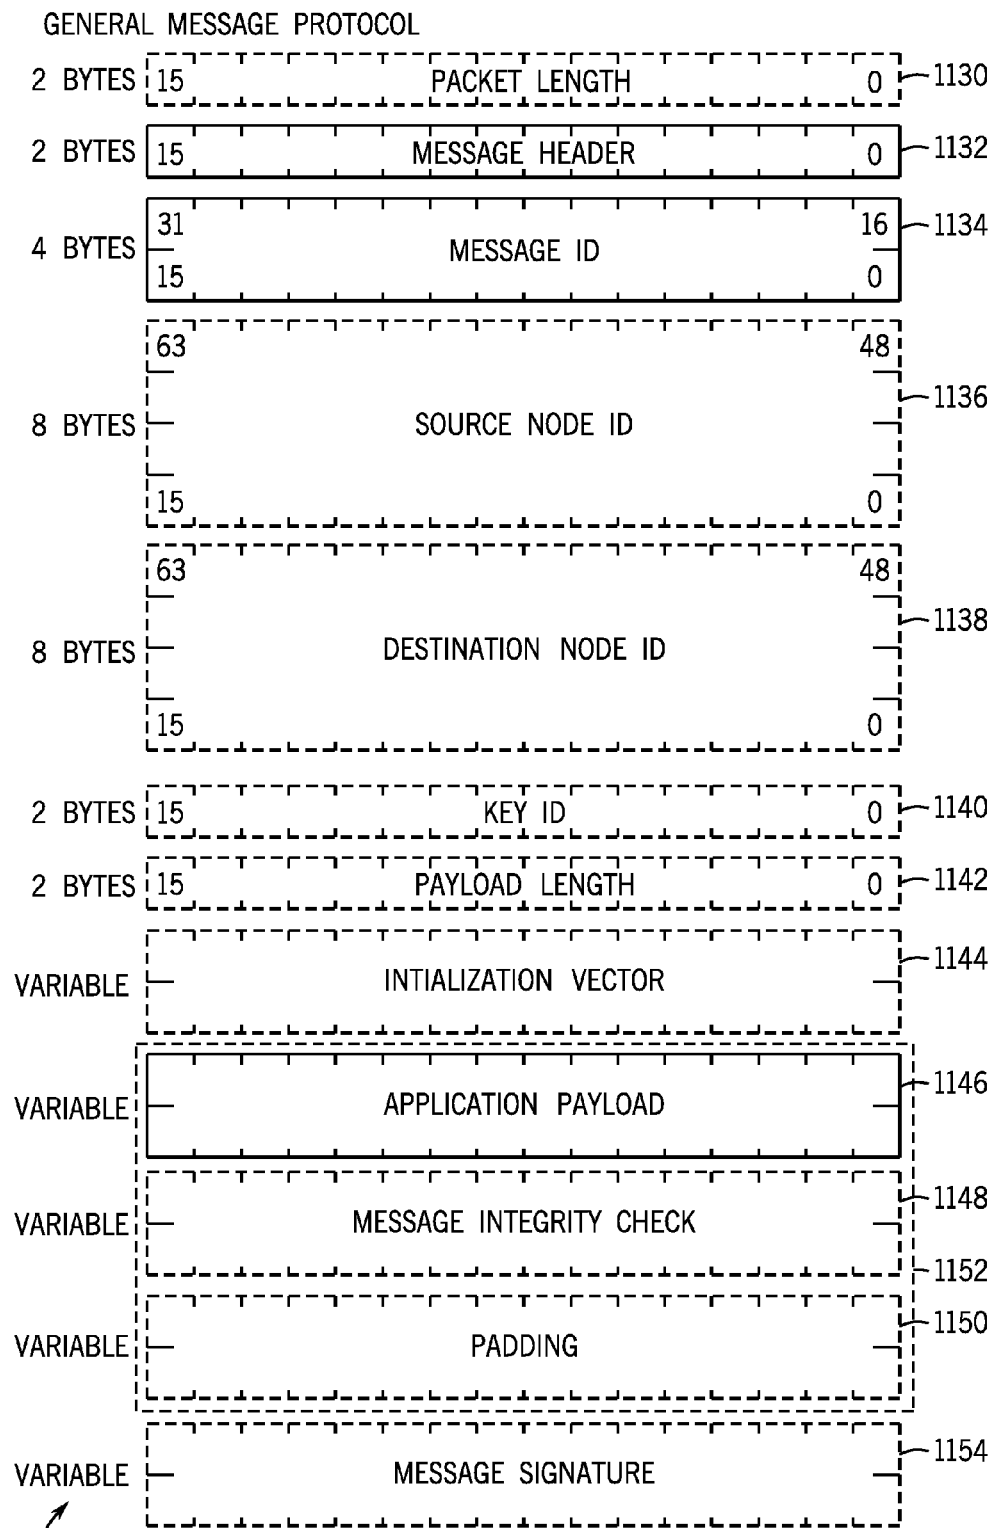 GENERAL MESSAGE PROTOCOL
2 BYTES 15 PACKET LENGTH 0 1130
2 BYTES 15 MESSAGE HEADER 0 1132
31 16 1134
4 BYTES MESSAGE ID
15 0
63 48
1136
8 BYTES SOURCE NODE ID
15 0
63 48
1138
8 BYTES DESTINATION NODE ID
15 0
2 BYTES 15 KEY ID 0 1140
2 BYTES 15 PAYLOAD LENGTH 0 1142
1144
VARIABLE INTIALIZATION VECTOR
1146
VARIABLE APPLICATION PAYLOAD
1148
VARIABLE MESSAGE INTEGRITY CHECK
1152
1150
VARIABLE PADDING
1154
VARIABLE MESSAGE SIGNATURE